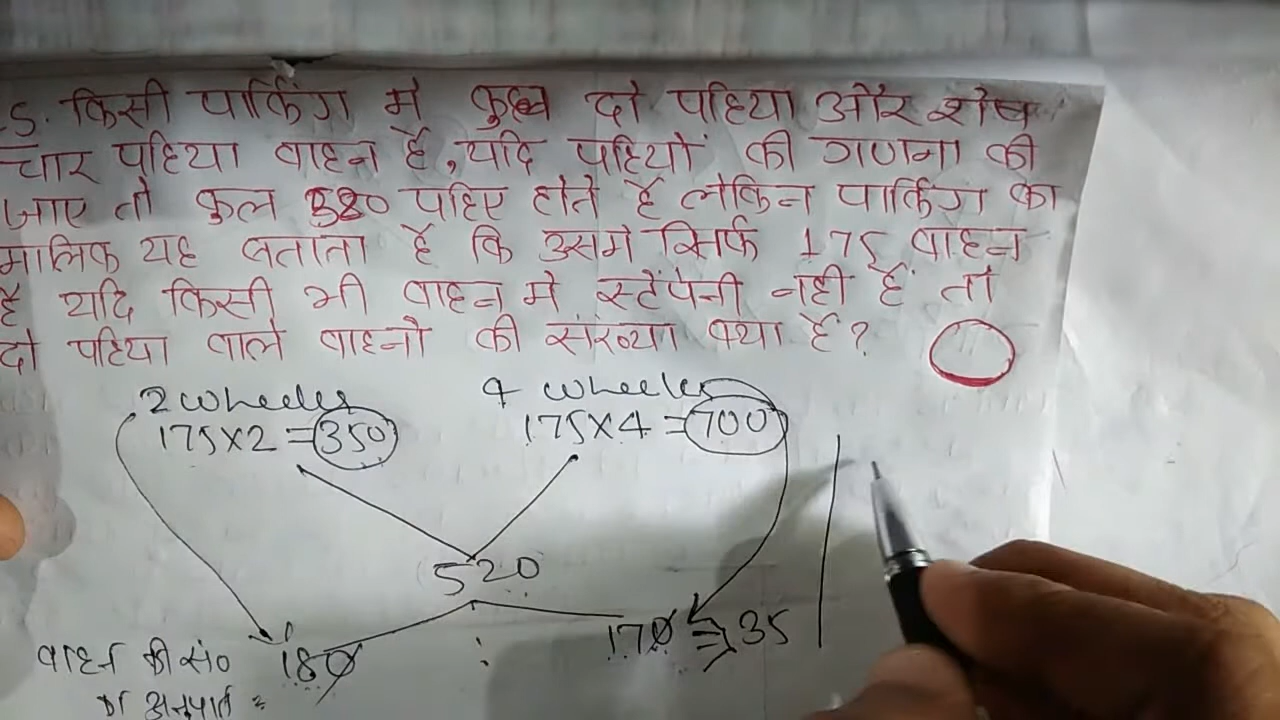 5. किसी पार्किंग मे कुछ दो पहिया और शेष
चार पहिया वाहन हैं, यदि पहियों की गणना की
जाए तो कुल 520 पहिए होते हैं लेकिन पार्किंग का
मालिक यह बताता है कि उसमे सिर्फ 175 वाहन
हैं यदि किसी भी वाहन मे स्टेंपनी नही हैं तो
दो पहिया वाले वाहनों की संख्या क्या हैं?
2 wheeler 4 wheeler
175×2 = 350 175×4 = 700
520
180 : 170 ⇒ 35
वाहन की सं०
का अनुपात =